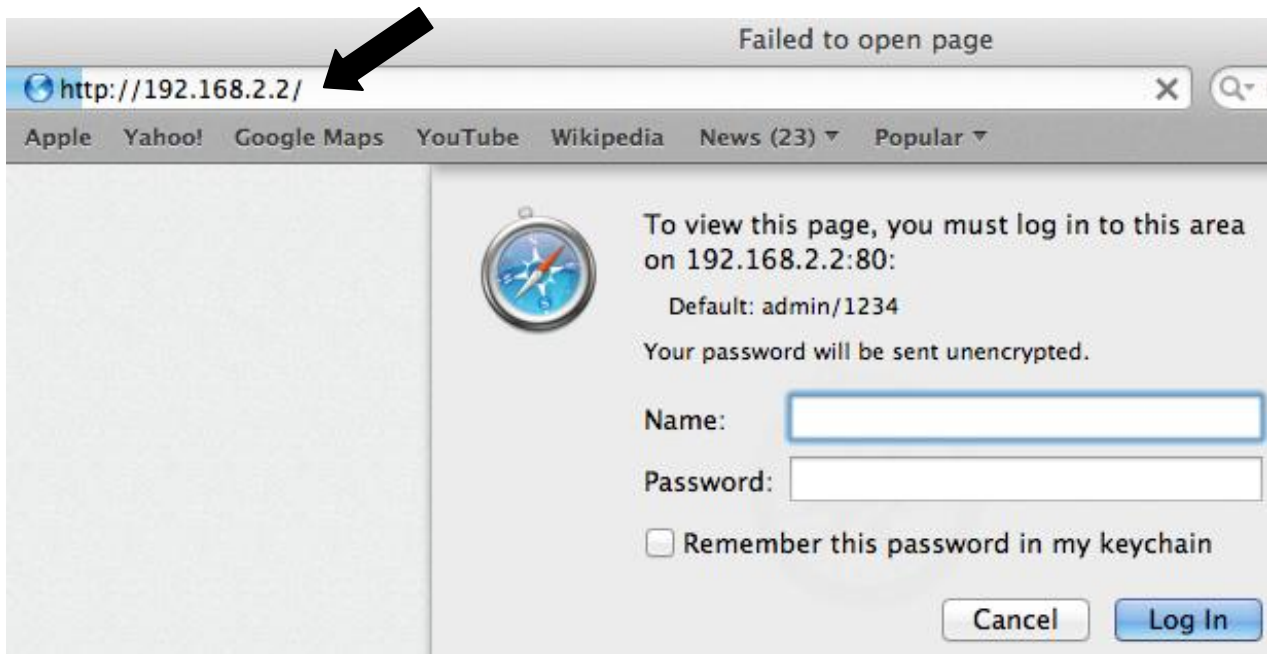 Failed to open page
http://192.168.2.2/
Apple Yahoo! Google Maps YouTube Wikipedia News (23) ▾ Popular ▾
To view this page, you must log in to this area
on 192.168.2.2:80:
Default: admin/1234
Your password will be sent unencrypted.
Name:
Password:
Remember this password in my keychain
Cancel Log In